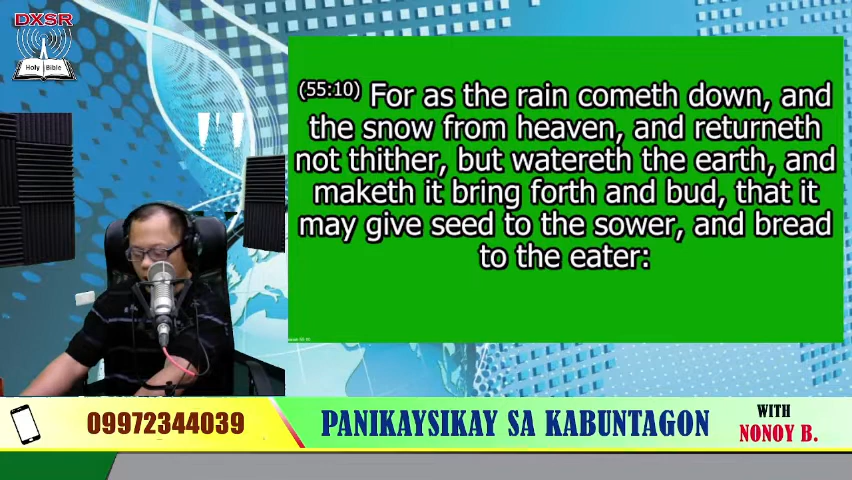 DXSR
Holy Bible
(55:10) For as the rain cometh down, and
the snow from heaven, and returneth
not thither, but watereth the earth, and
maketh it bring forth and bud, that it
may give seed to the sower, and bread
to the eater:
09972344039
PANIKAYSIKAY SA KABUNTAGON
WITH
NONOY B.